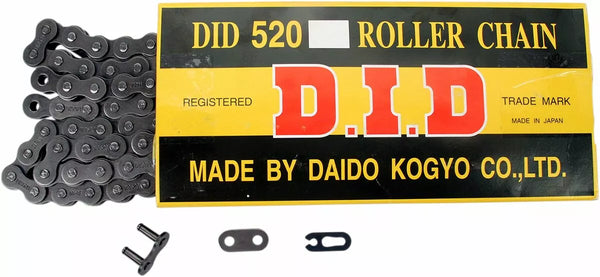 DID 520 ROLLER CHAIN
REGISTERED D.I.D TRADE MARK
MADE IN JAPAN
MADE BY DAIDO KOGYO CO.,LTD.